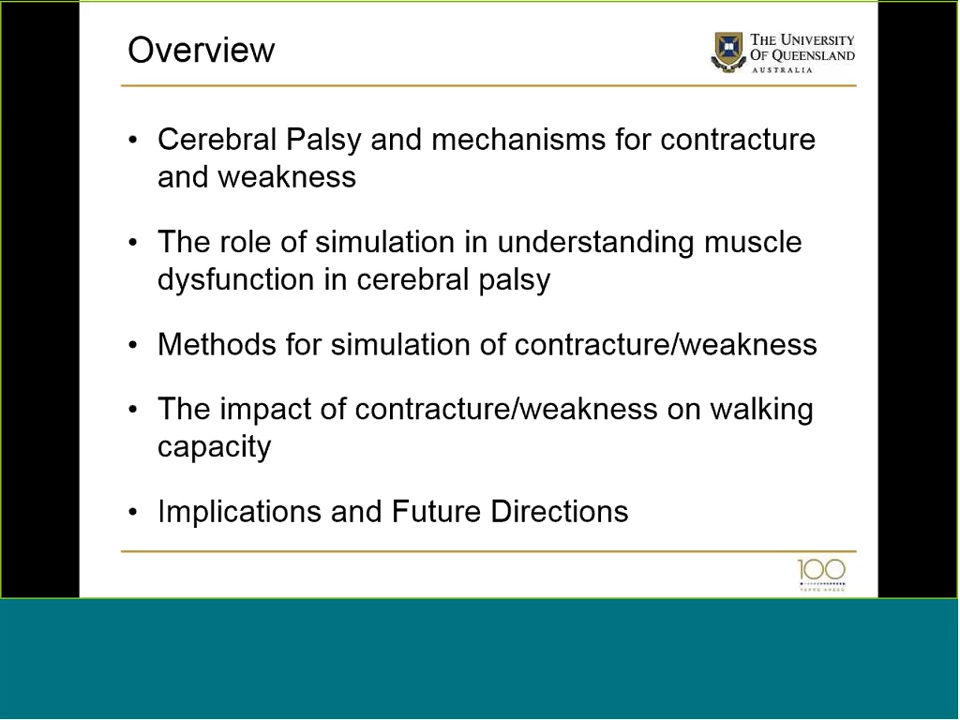 Overview
THE UNIVERSITY
OF QUEENSLAND
AUSTRALIA
• Cerebral Palsy and mechanisms for contracture
and weakness
• The role of simulation in understanding muscle
dysfunction in cerebral palsy
• Methods for simulation of contracture/weakness
• The impact of contracture/weakness on walking
capacity
• Implications and Future Directions
100